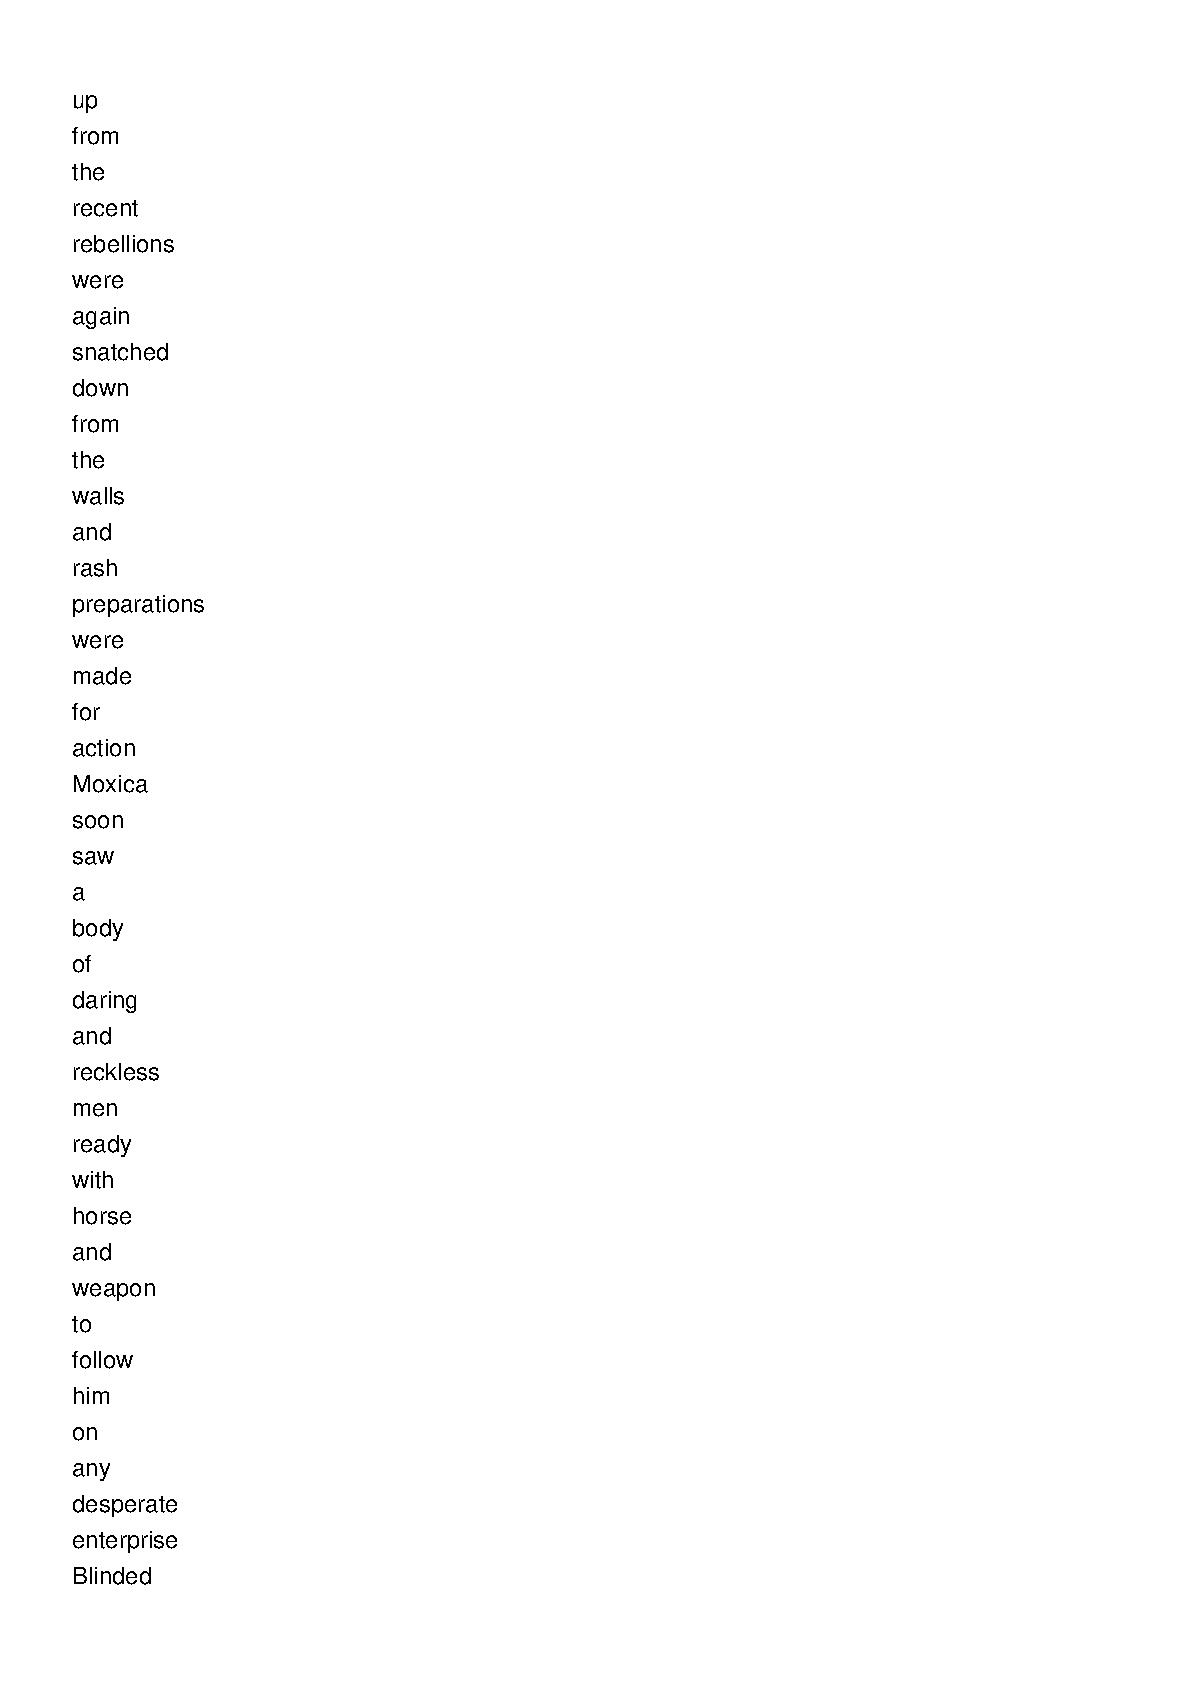 up
from
the
recent
rebellions
were
again
snatched
down
from
the
walls
and
rash
preparations
were
made
for
action
Moxica
soon
saw
a
body
of
daring
and
reckless
men
ready
with
horse
and
weapon
to
follow
him
on
any
desperate
enterprise
Blinded